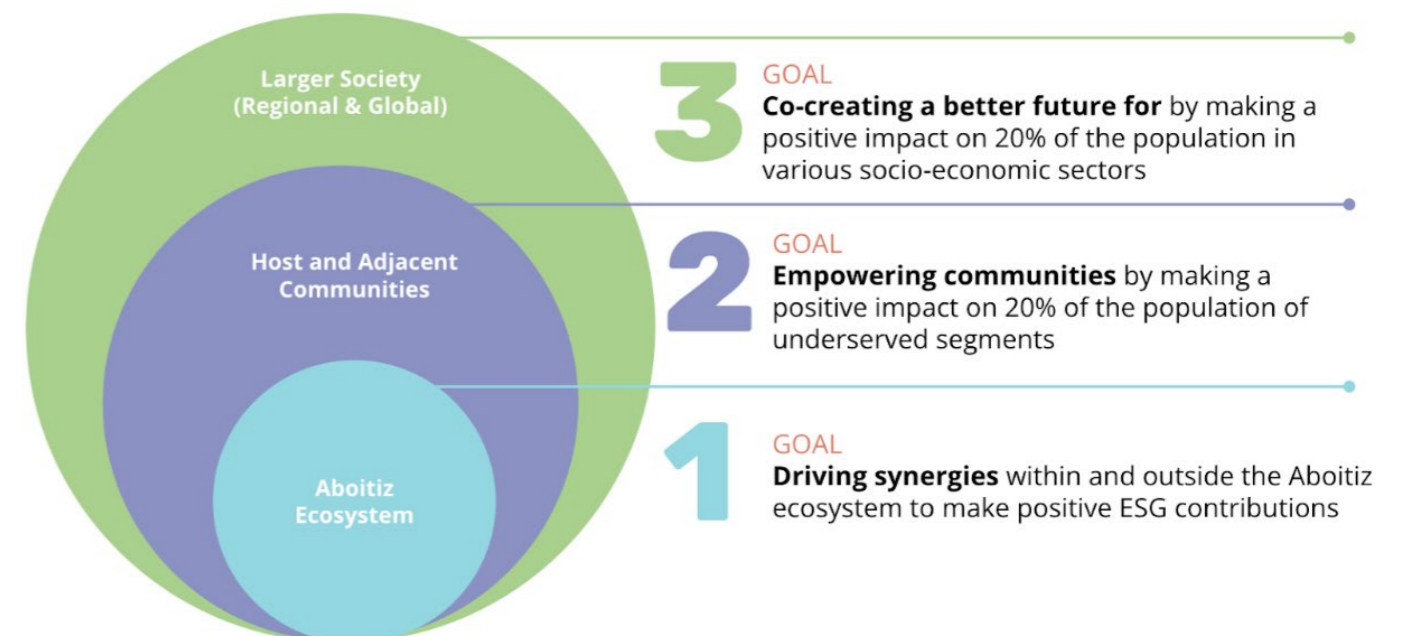 Larger Society
(Regional & Global)
3
GOAL
Co-creating a better future for by making a
positive impact on 20% of the population in
various socio-economic sectors
Host and Adjacent
Communities
2
GOAL
Empowering communities by making a
positive impact on 20% of the population of
underserved segments
Aboitiz
Ecosystem
1
GOAL
Driving synergies within and outside the Aboitiz
ecosystem to make positive ESG contributions